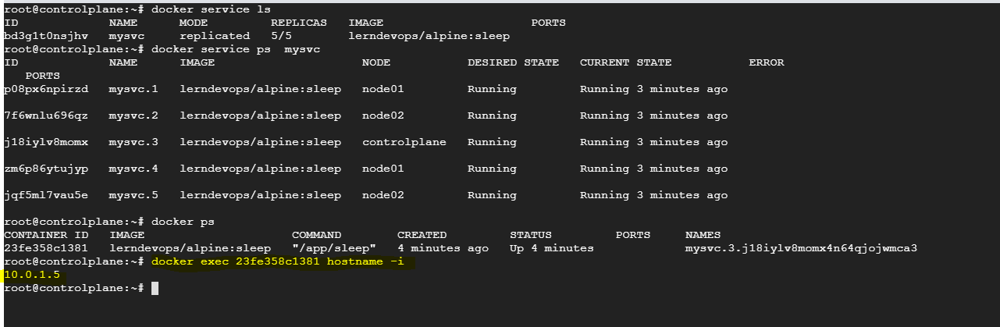 root@controlplane:~# docker service ls
ID NAME MODE REPLICAS IMAGE PORTS
bd3g1t0nsjhv mysvc replicated 5/5 lerndevops/alpine:sleep
root@controlplane:~# docker service ps mysvc
ID NAME IMAGE NODE DESIRED STATE CURRENT STATE ERROR
PORTS
p08px6npirzd mysvc.1 lerndevops/alpine:sleep node01 Running Running 3 minutes ago
7f6wnlu696qz mysvc.2 lerndevops/alpine:sleep node02 Running Running 3 minutes ago
j18iylv8momx mysvc.3 lerndevops/alpine:sleep controlplane Running Running 3 minutes ago
zm6p86ytujyp mysvc.4 lerndevops/alpine:sleep node01 Running Running 3 minutes ago
jqf5ml7vau5e mysvc.5 lerndevops/alpine:sleep node02 Running Running 3 minutes ago
root@controlplane:~# docker ps
CONTAINER ID IMAGE COMMAND CREATED STATUS PORTS NAMES
23fe358c1381 lerndevops/alpine:sleep "/app/sleep" 4 minutes ago Up 4 minutes mysvc.3.j18iylv8momx4n64qjojwmca3
root@controlplane:~# docker exec 23fe358c1381 hostname -i
10.0.1.5
root@controlplane:~#